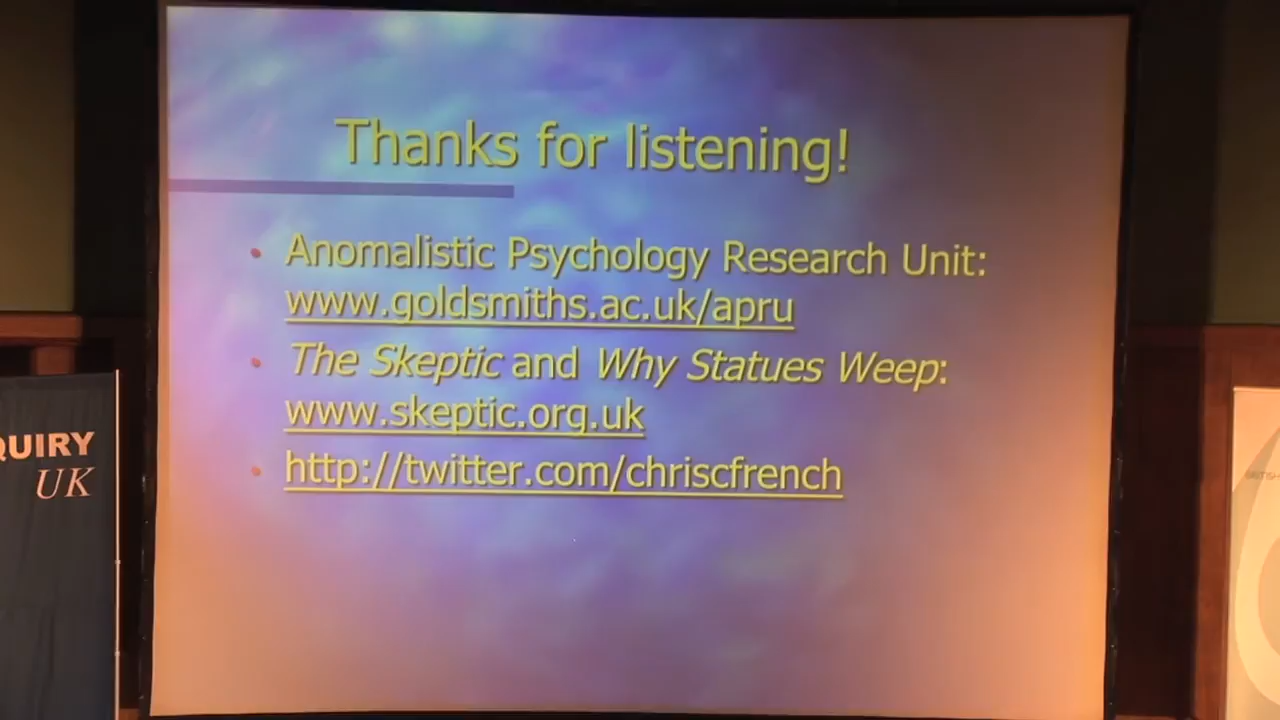 Thanks for listening!
Anomalistic Psychology Research Unit:
www.goldsmiths.ac.uk/apru
The Skeptic and Why Statues Weep:
www.skeptic.org.uk
http://twitter.com/chriscfrench
QUIRY
UK